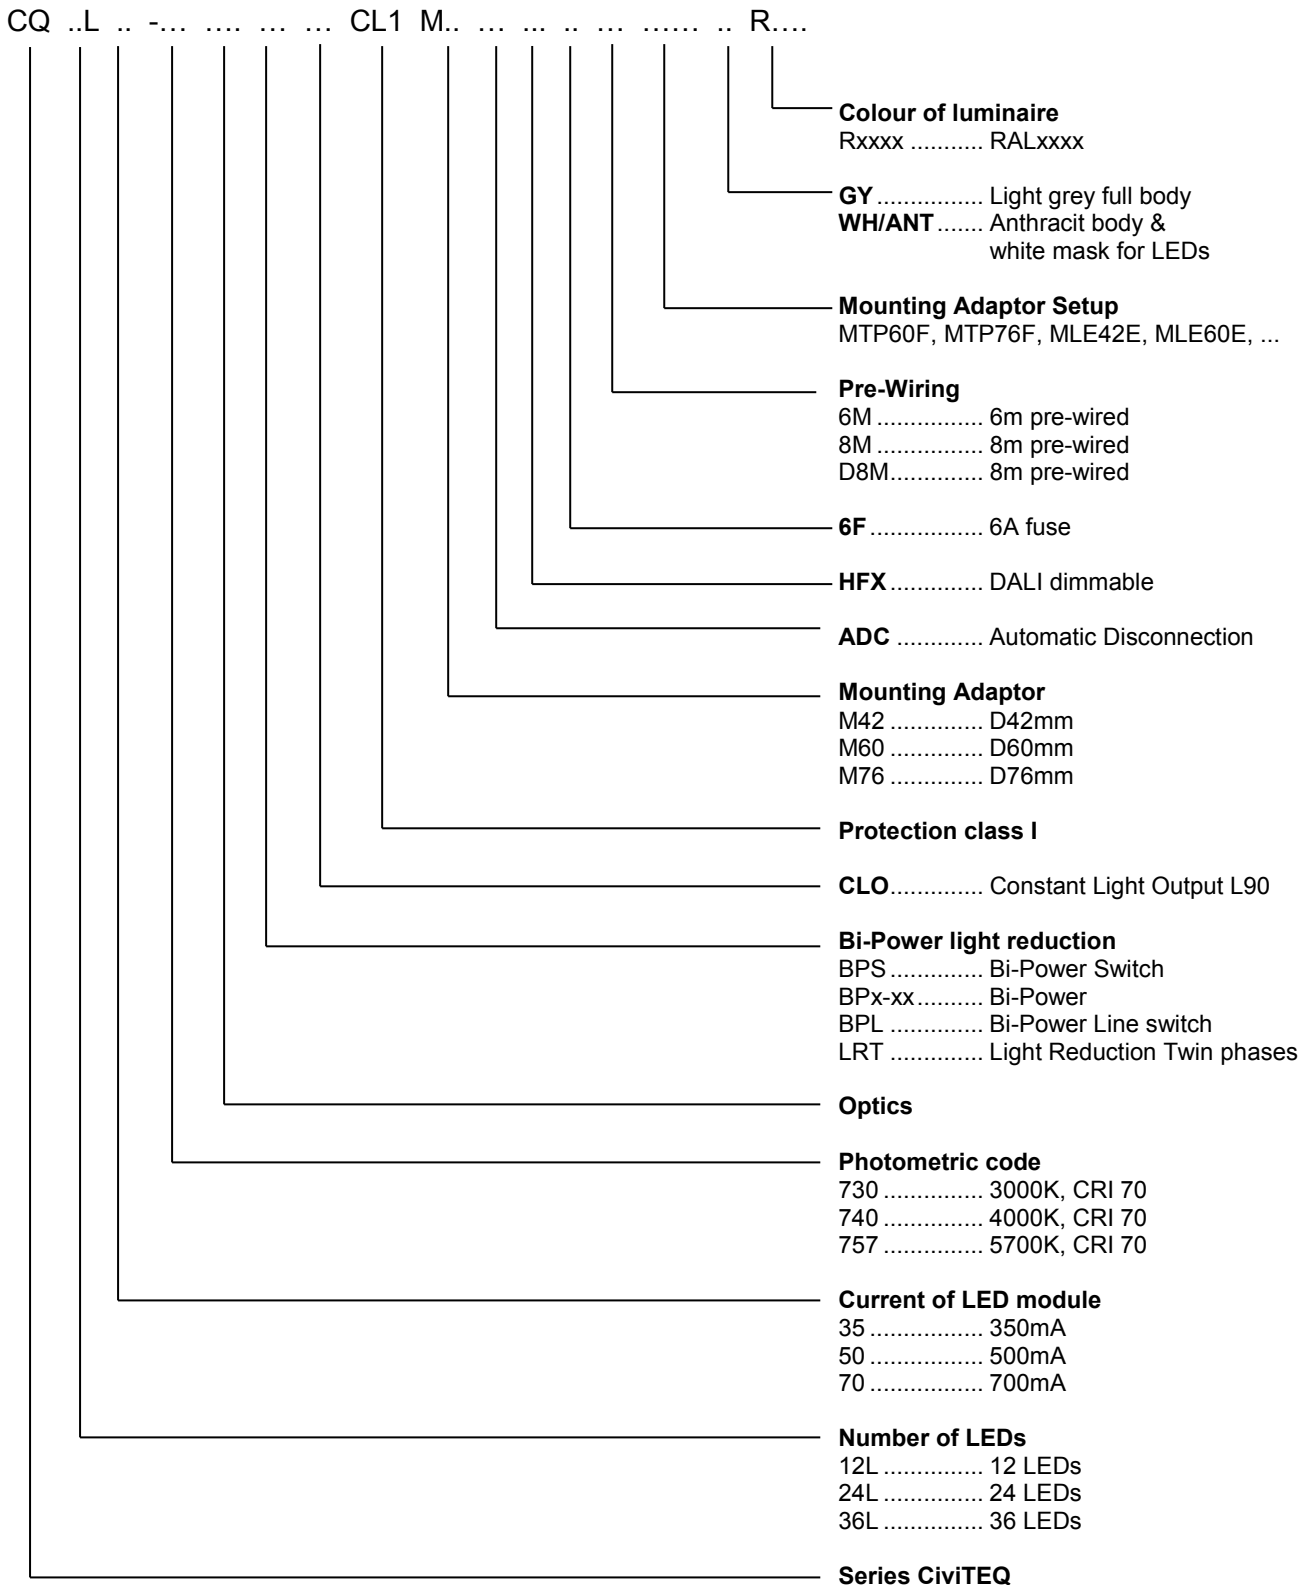 CQ ..L .. -... .... ... ... CL1 M.. ... ... .. ... ...... .. R....
Colour of luminaire
Rxxxx ........... RALxxxx
GY ................ Light grey full body
WH/ANT ....... Anthracit body &
white mask for LEDs
Mounting Adaptor Setup
MTP60F, MTP76F, MLE42E, MLE60E, ...
Pre-Wiring
6M ................ 6m pre-wired
8M ................ 8m pre-wired
D8M.............. 8m pre-wired
6F ................. 6A fuse
HFX .............. DALI dimmable
ADC ............. Automatic Disconnection
Mounting Adaptor
M42 .............. D42mm
M60 .............. D60mm
M76 .............. D76mm
Protection class I
CLO.............. Constant Light Output L90
Bi-Power light reduction
BPS .............. Bi-Power Switch
BPx-xx .......... Bi-Power
BPL .............. Bi-Power Line switch
LRT .............. Light Reduction Twin phases
Optics
Photometric code
730 ............... 3000K, CRI 70
740 ............... 4000K, CRI 70
757 ............... 5700K, CRI 70
Current of LED module
35 ................. 350mA
50 ................. 500mA
70 ................. 700mA
Number of LEDs
12L ............... 12 LEDs
24L ............... 24 LEDs
36L ............... 36 LEDs
Series CiviTEQ